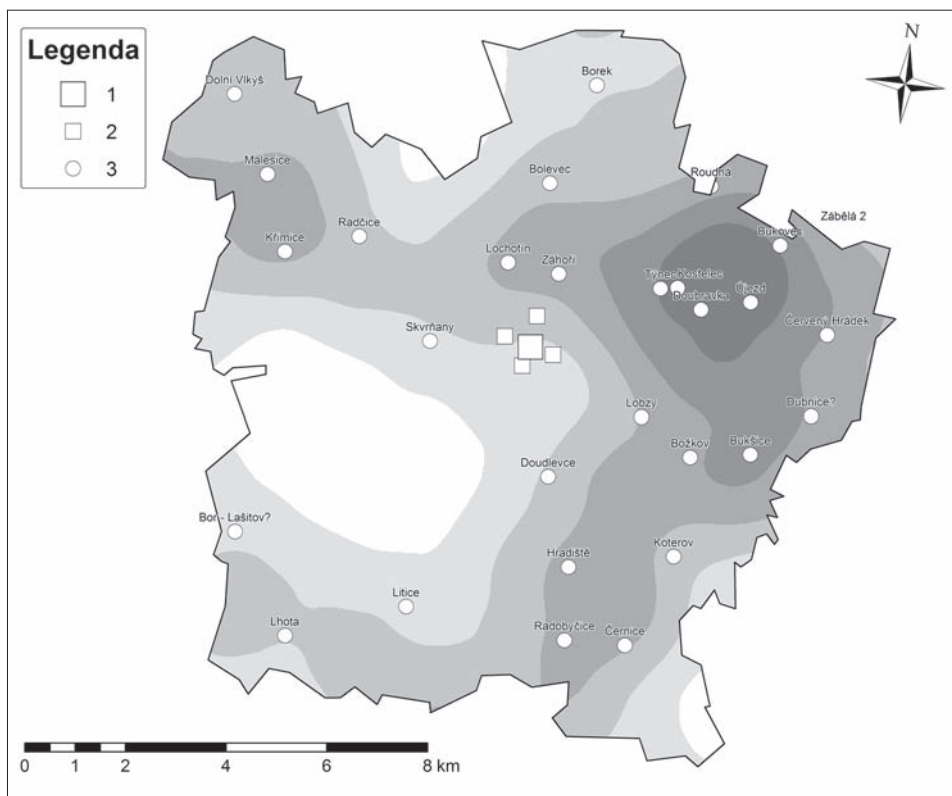 Legenda
1
2
3
N
Dolní Vlkýš
Borek
Malesice
Bolevec
Roudná
Radčice
Zábělá 2
Křimice
Bukovec
Lochotín
Záhoří
Týnec
Kostelec
Doubravka
Újezd
Červený Hrádek
Skvrňany
Lobzy
Dubnice?
Božkov
Bukšice
Doudlevce
Bor - Lašitov?
Koterov
Hradiště
Litice
Lhota
Radobyčice
Černice
0 1 2 4 6 8 km